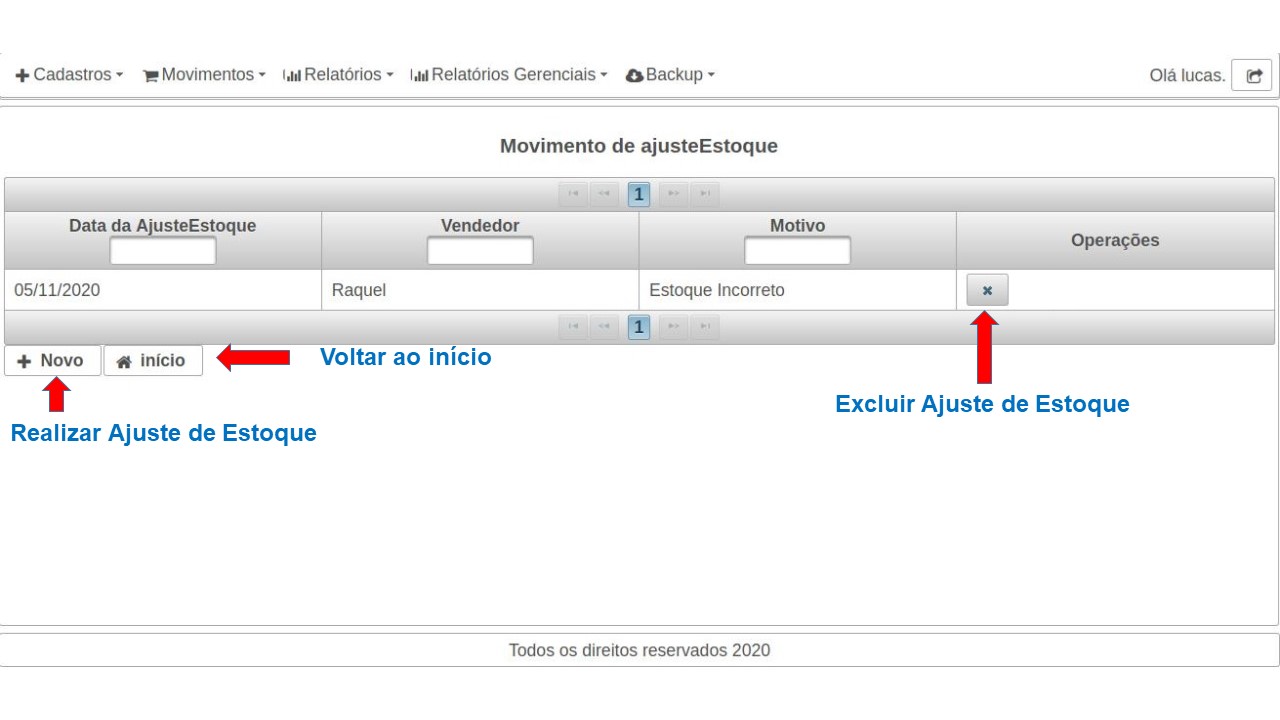 Cadastros Movimentos Relatórios Relatórios Gerenciais Backup Olá lucas.
Movimento de ajusteEstoque
1
Data da AjusteEstoque Vendedor Motivo Operações
05/11/2020 Raquel Estoque Incorreto
1
Novo início Voltar ao início
Excluir Ajuste de Estoque
Realizar Ajuste de Estoque
Todos os direitos reservados 2020